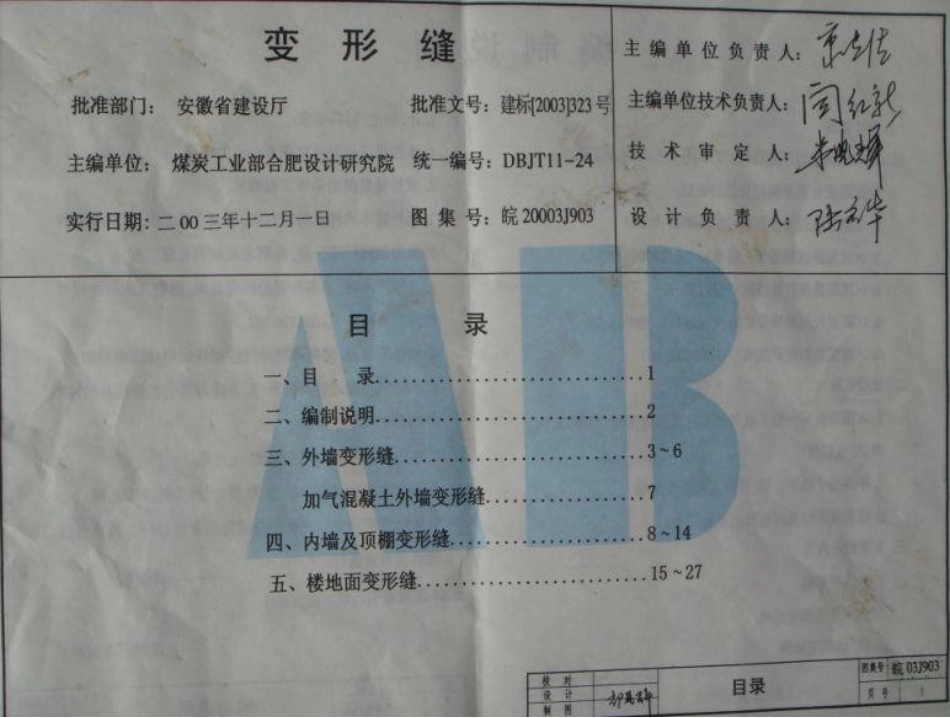 变 形 缝
批准部门： 安徽省建设厅 批准文号：建标[2003]323号
主编单位： 煤炭工业部合肥设计研究院 统一编号：DBJT11-24
实行日期：二00三年十二月一日 图 集 号：皖 20003J903
主 编 单 位 负 责 人：
主编单位技术负责人：闫红新
技 术 审 定 人：
设 计 负 责 人：陆云华
AB
目 录
一、目 录..............................1
二、编制说明..............................2
三、外墙变形缝..............................3~6
加气混凝土外墙变形缝..................7
四、内墙及顶棚变形缝......................8~14
五、楼地面变形缝..........................15~27
校 对
设 计
制 图
目录
图集号 皖 03J903
页 号 1